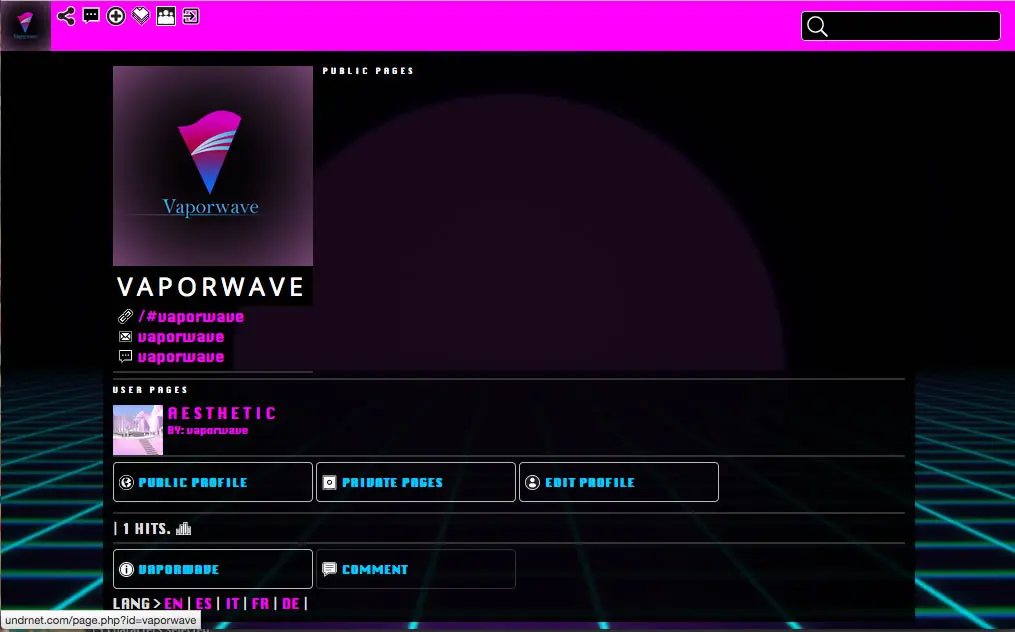 Vaporwave
PUBLIC PAGES
Vaporwave
VAPORWAVE
/#vaporwave
vaporwave
vaporwave
USER PAGES
AESTHETIC
BY: vaporwave
PUBLIC PROFILE
PRIVATE PAGES
EDIT PROFILE
| 1 HITS.
VAPORWAVE
COMMENT
LANG > EN | ES | IT | FR | DE |
undrnet.com/page.php?id=vaporwave